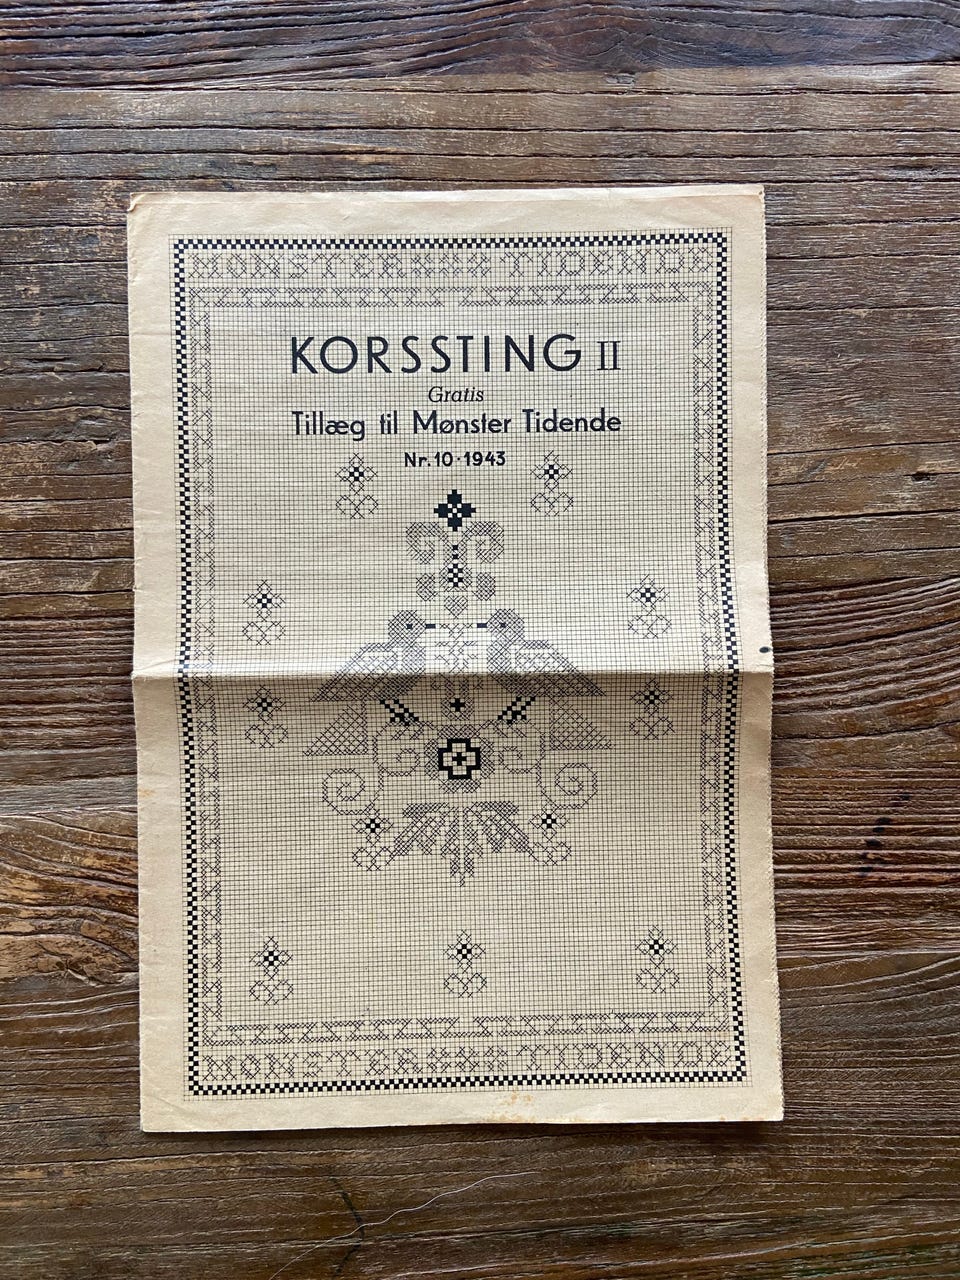 MØNSTER TIDENDE
KORSSTING II
Gratis
Tillæg til Mønster Tidende
Nr. 10 · 1943
MØNSTER TIDENDE